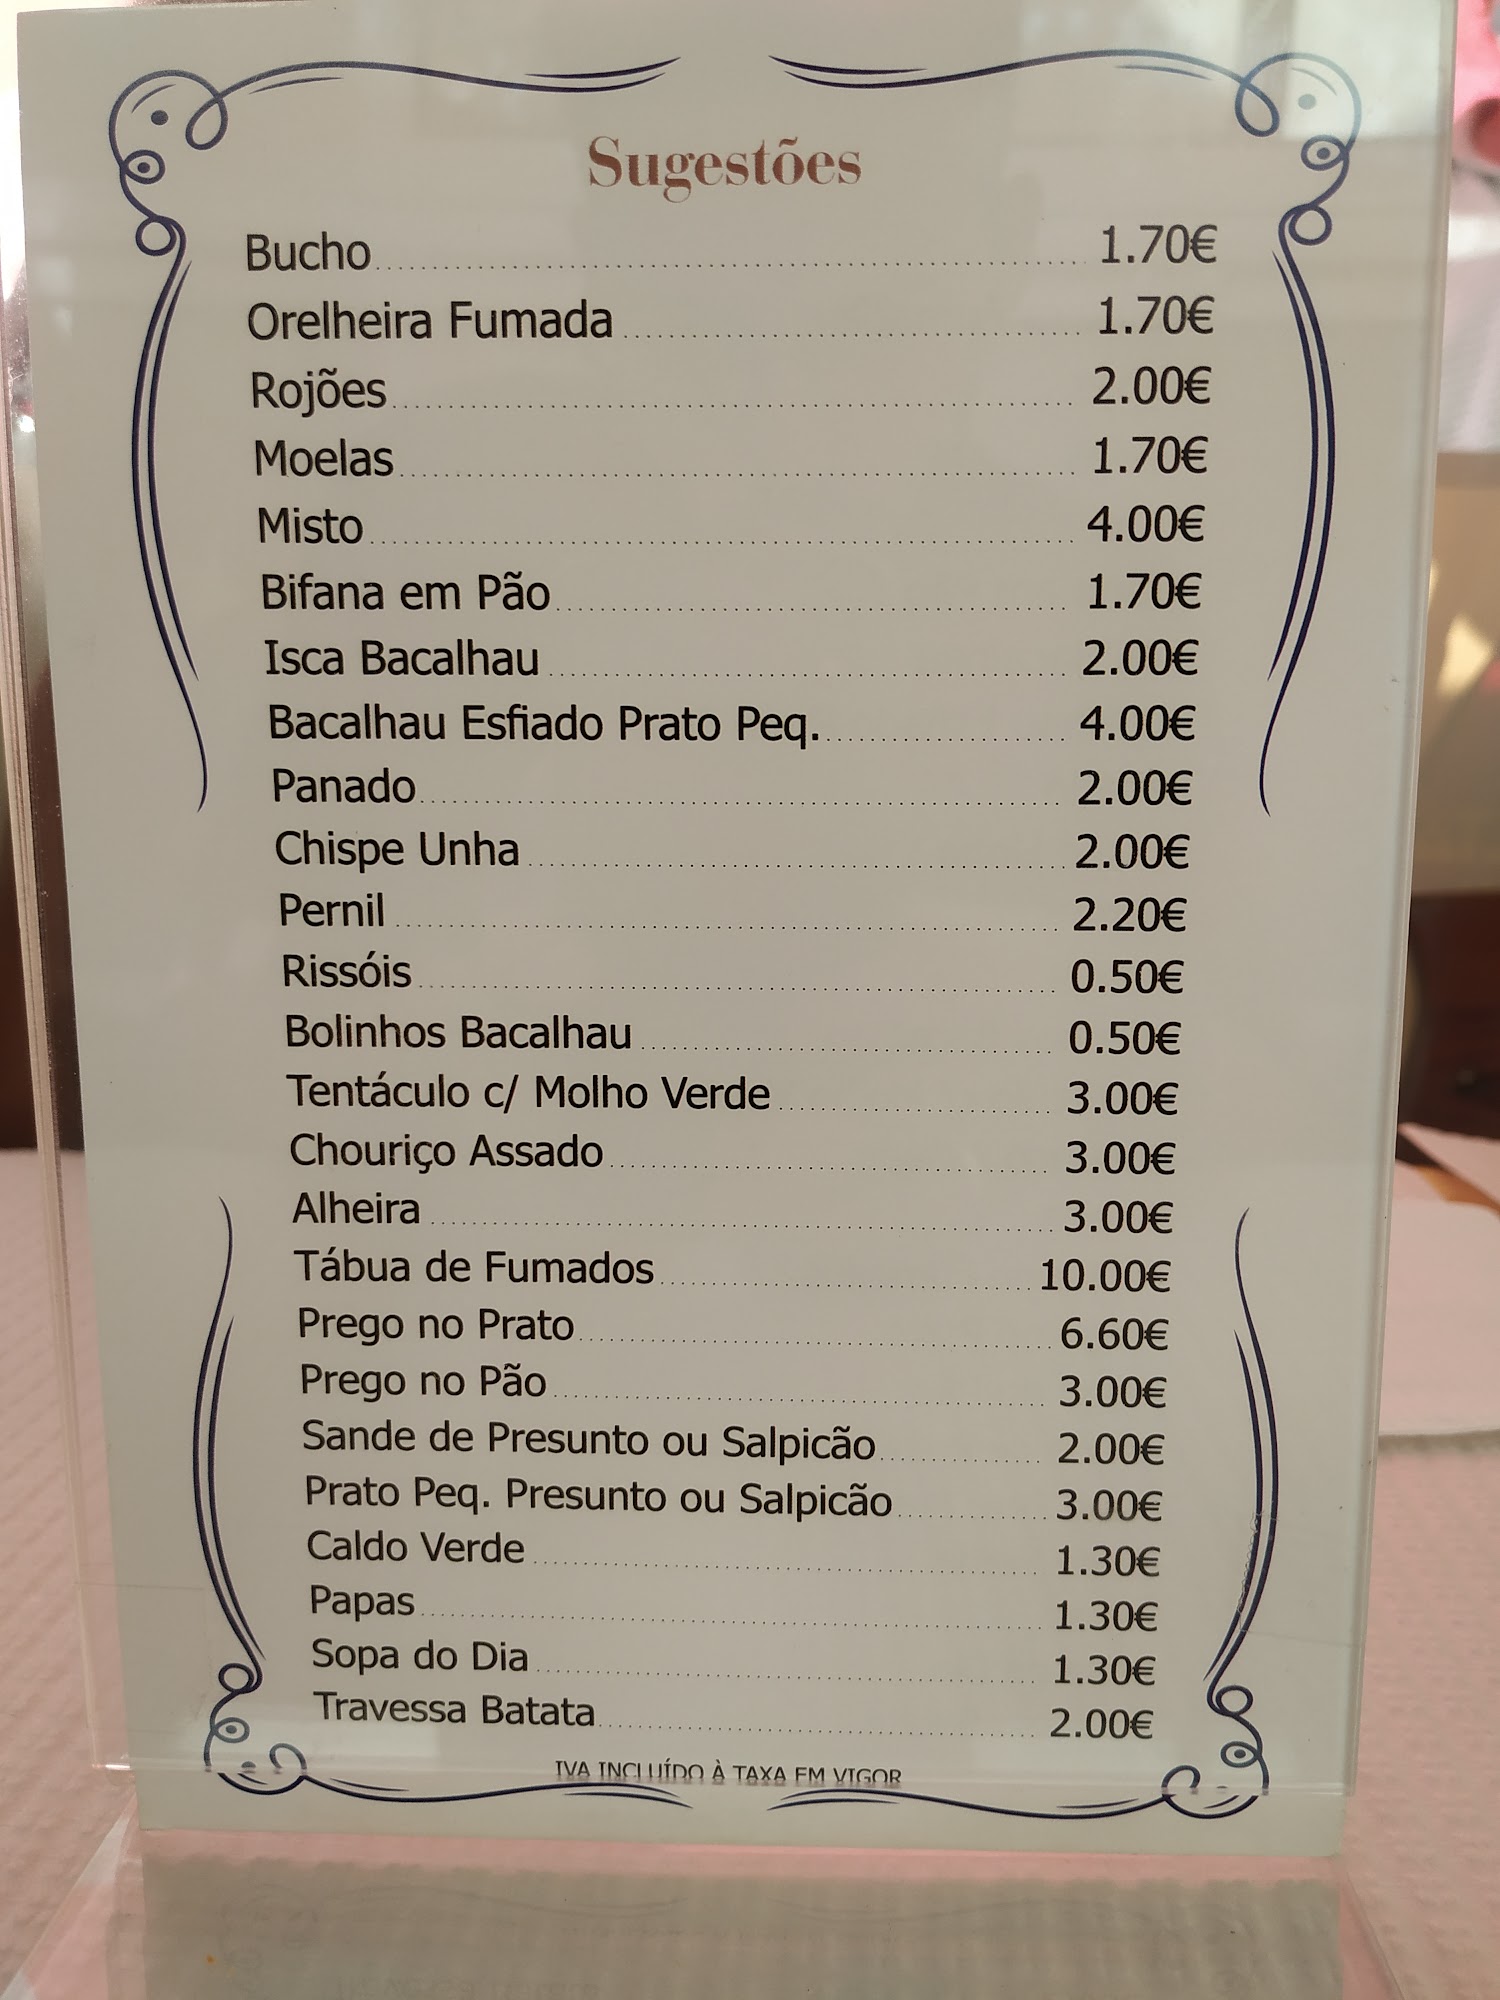 Sugestões
Bucho 1.70€
Orelheira Fumada 1.70€
Rojões 2.00€
Moelas 1.70€
Misto 4.00€
Bifana em Pão 1.70€
Isca Bacalhau 2.00€
Bacalhau Esfiado Prato Peq. 4.00€
Panado 2.00€
Chispe Unha 2.00€
Pernil 2.20€
Rissóis 0.50€
Bolinhos Bacalhau 0.50€
Tentáculo c/ Molho Verde 3.00€
Chouriço Assado 3.00€
Alheira 3.00€
Tábua de Fumados 10.00€
Prego no Prato 6.60€
Prego no Pão 3.00€
Sande de Presunto ou Salpicão 2.00€
Prato Peq. Presunto ou Salpicão 3.00€
Caldo Verde 1.30€
Papas 1.30€
Sopa do Dia 1.30€
Travessa Batata 2.00€
IVA INCLUÍDO À TAXA EM VIGOR